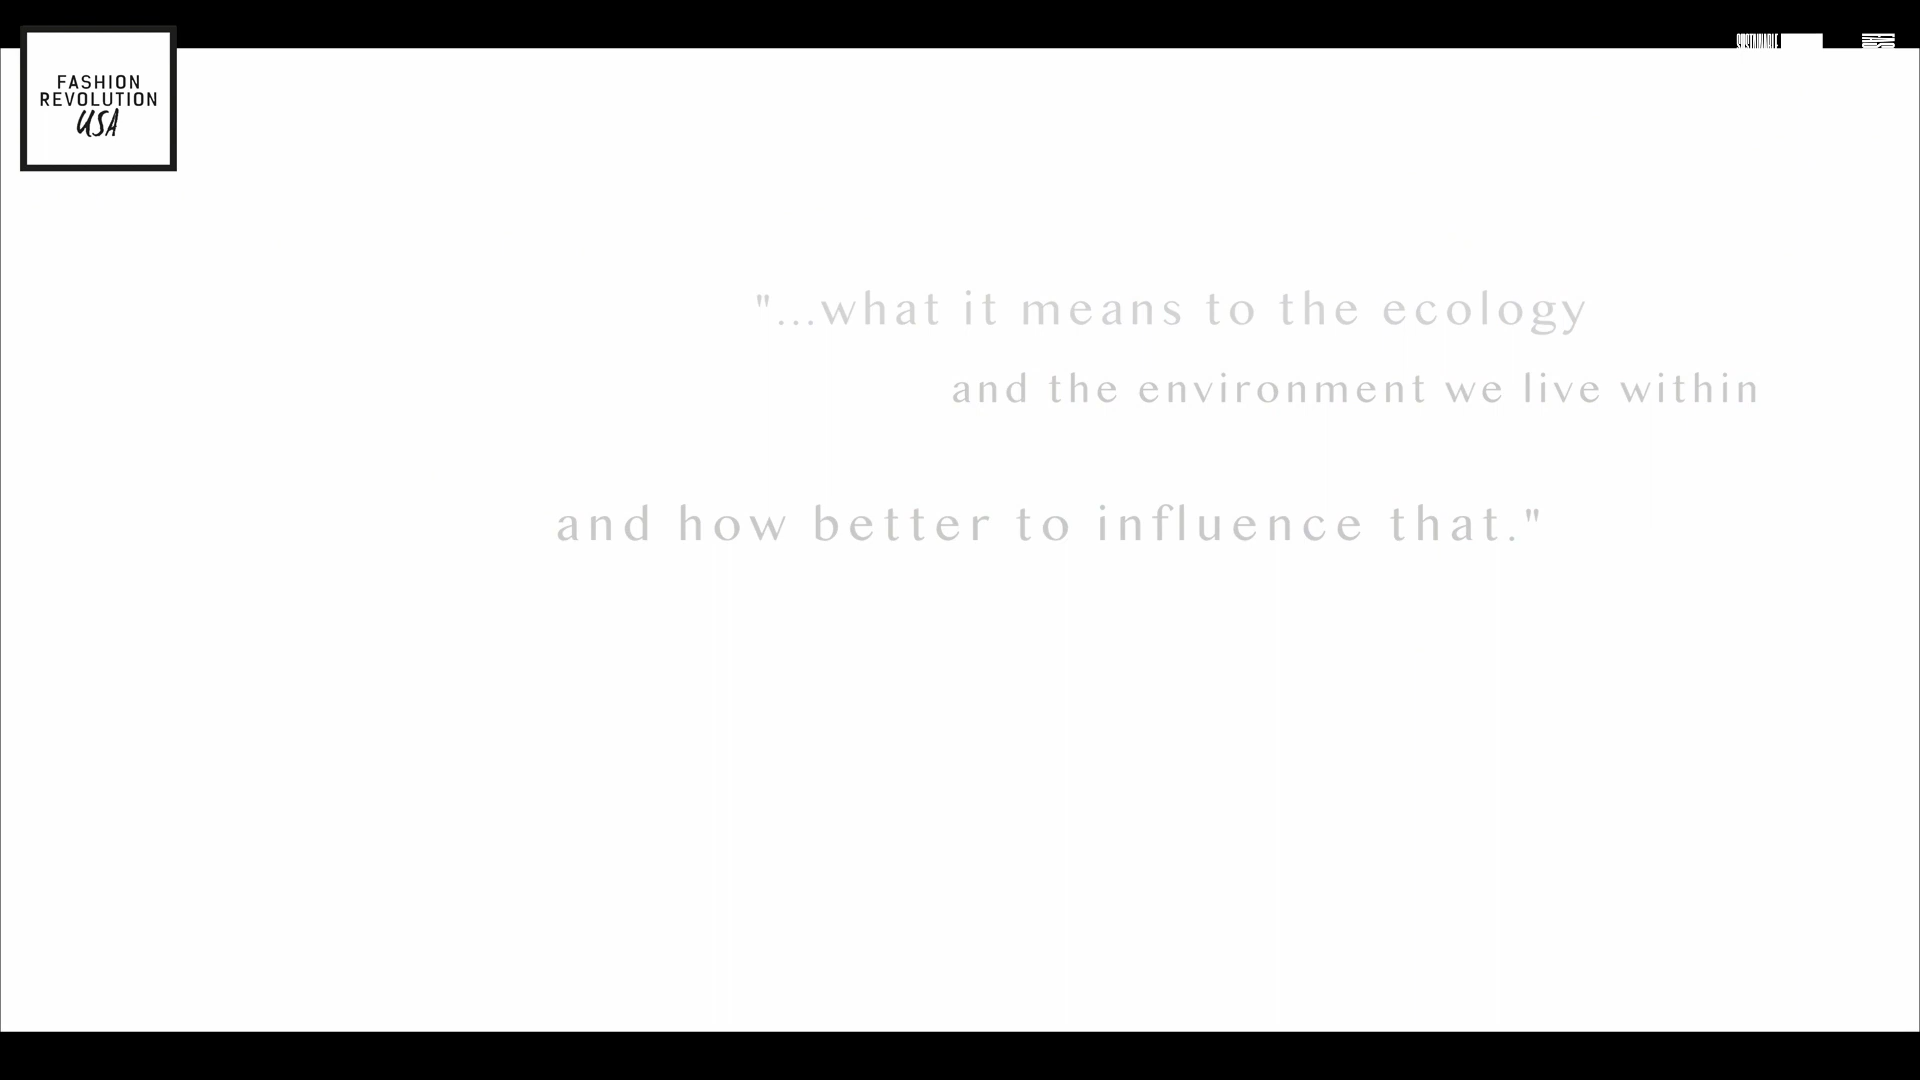 FASHION
REVOLUTION
USA
SUSTAINABLE
"...what it means to the ecology
and the environment we live within
and how better to influence that."